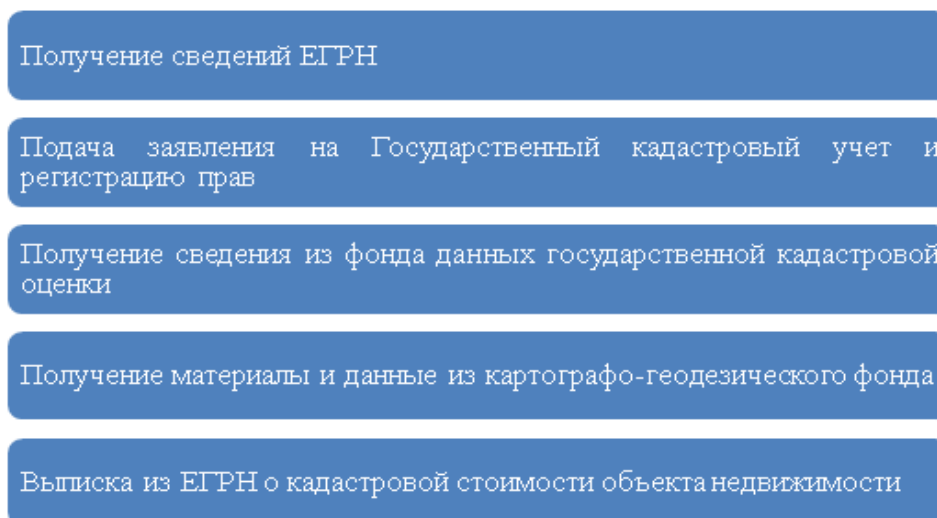 Получение сведений ЕГРН
Подача заявления на Государственный кадастровый учет и
регистрацию прав
Получение сведения из фонда данных государственной кадастровой
оценки
Получение материалы и данные из картографо-геодезического фонда
Выписка из ЕГРН о кадастровой стоимости объекта недвижимости